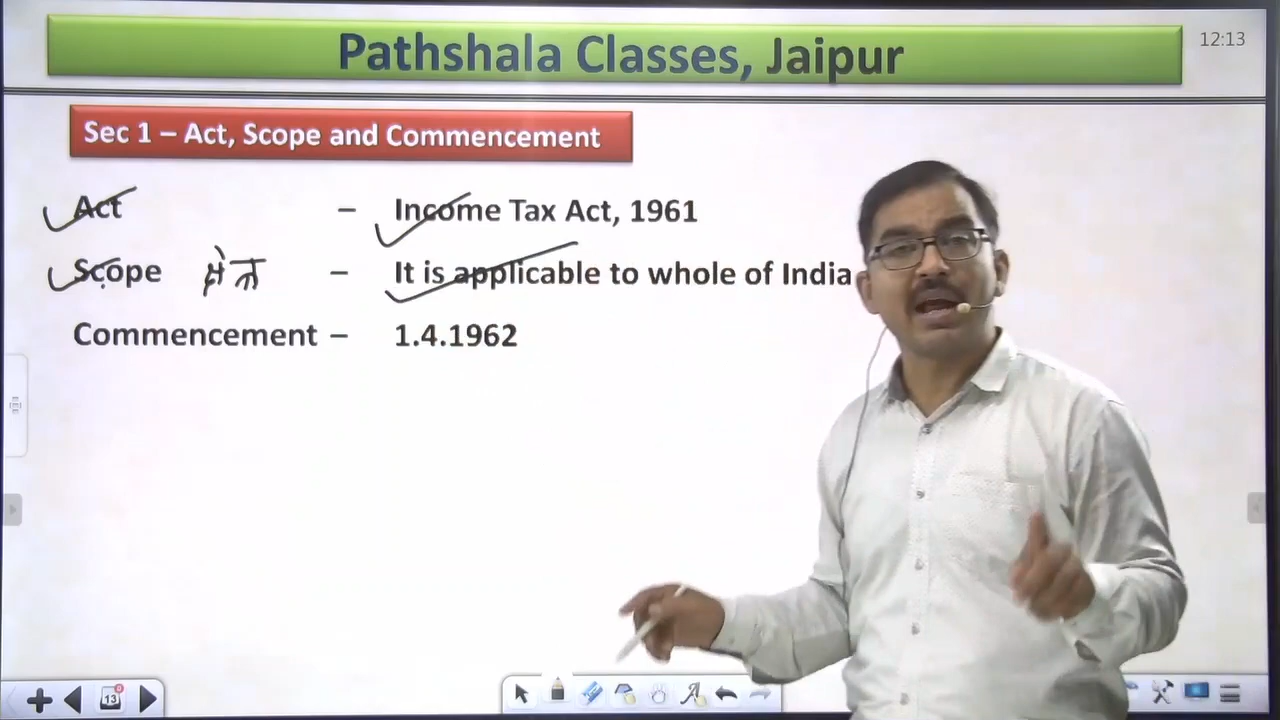 Pathshala Classes, Jaipur
12:13
Sec 1 – Act, Scope and Commencement
Act – Income Tax Act, 1961
Scope क्षेत्र – It is applicable to whole of India
Commencement – 1.4.1962
13